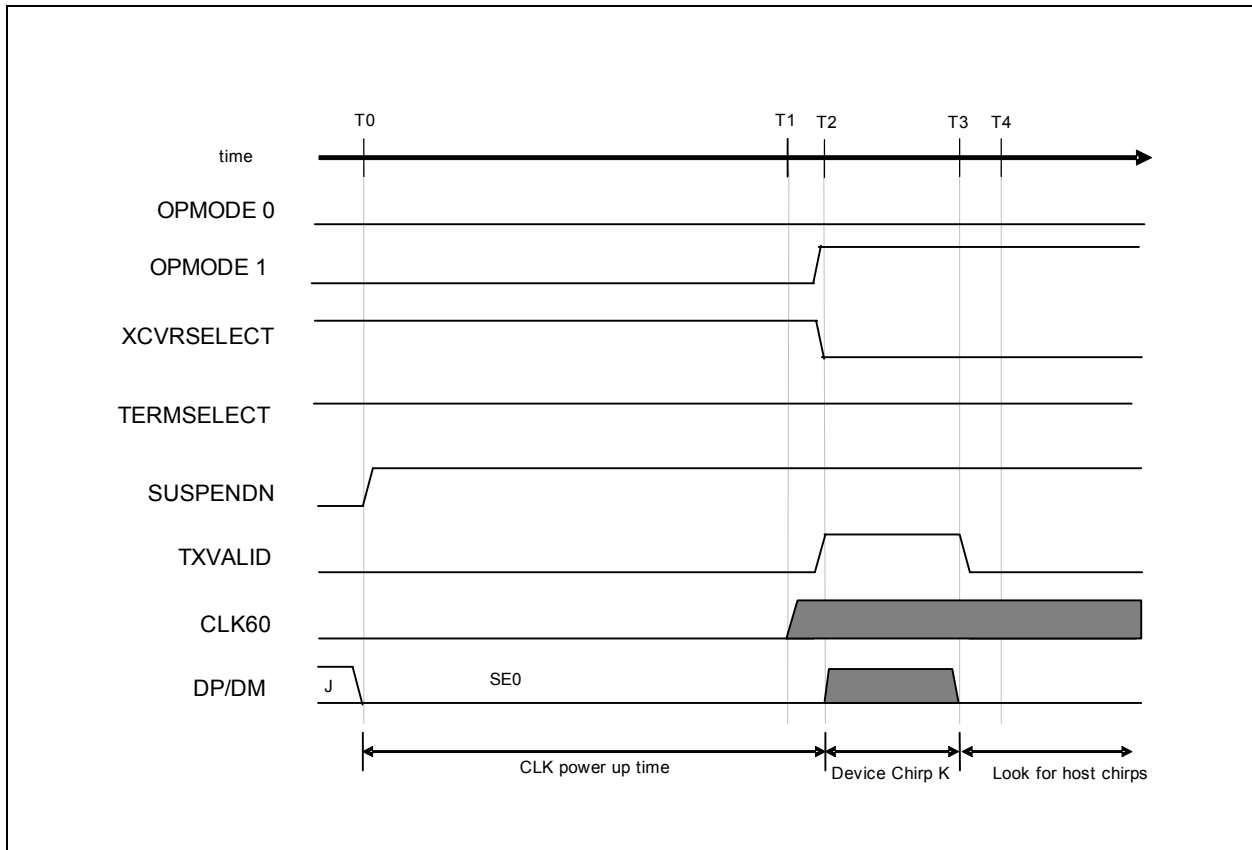 T0 T1 T2 T3 T4
time
OPMODE 0
OPMODE 1
XCVRSELECT
TERMSELECT
SUSPENDN
TXVALID
CLK60
DP/DM J SE0
CLK power up time Device Chirp K Look for host chirps